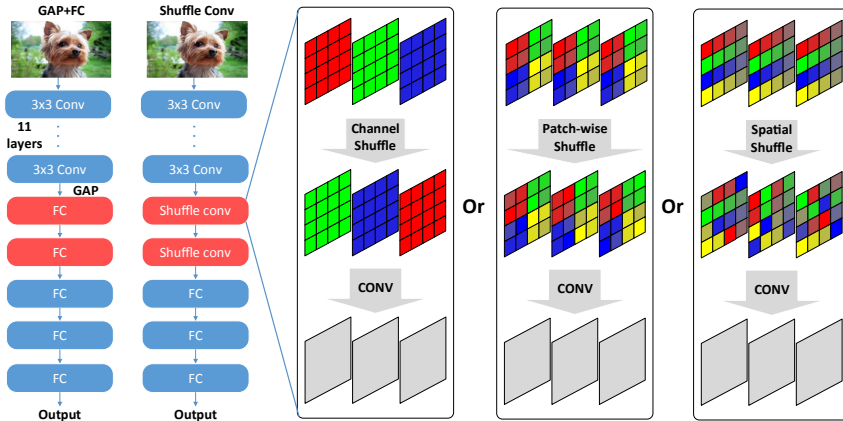 GAP+FC
3x3 Conv
11
layers
3x3 Conv
GAP
FC
FC
FC
FC
FC
Output
Shuffle Conv
3x3 Conv
3x3 Conv
Shuffle conv
Shuffle conv
FC
FC
FC
Output
Channel
Shuffle
CONV
Or
Patch-wise
Shuffle
CONV
Or
Spatial
Shuffle
CONV